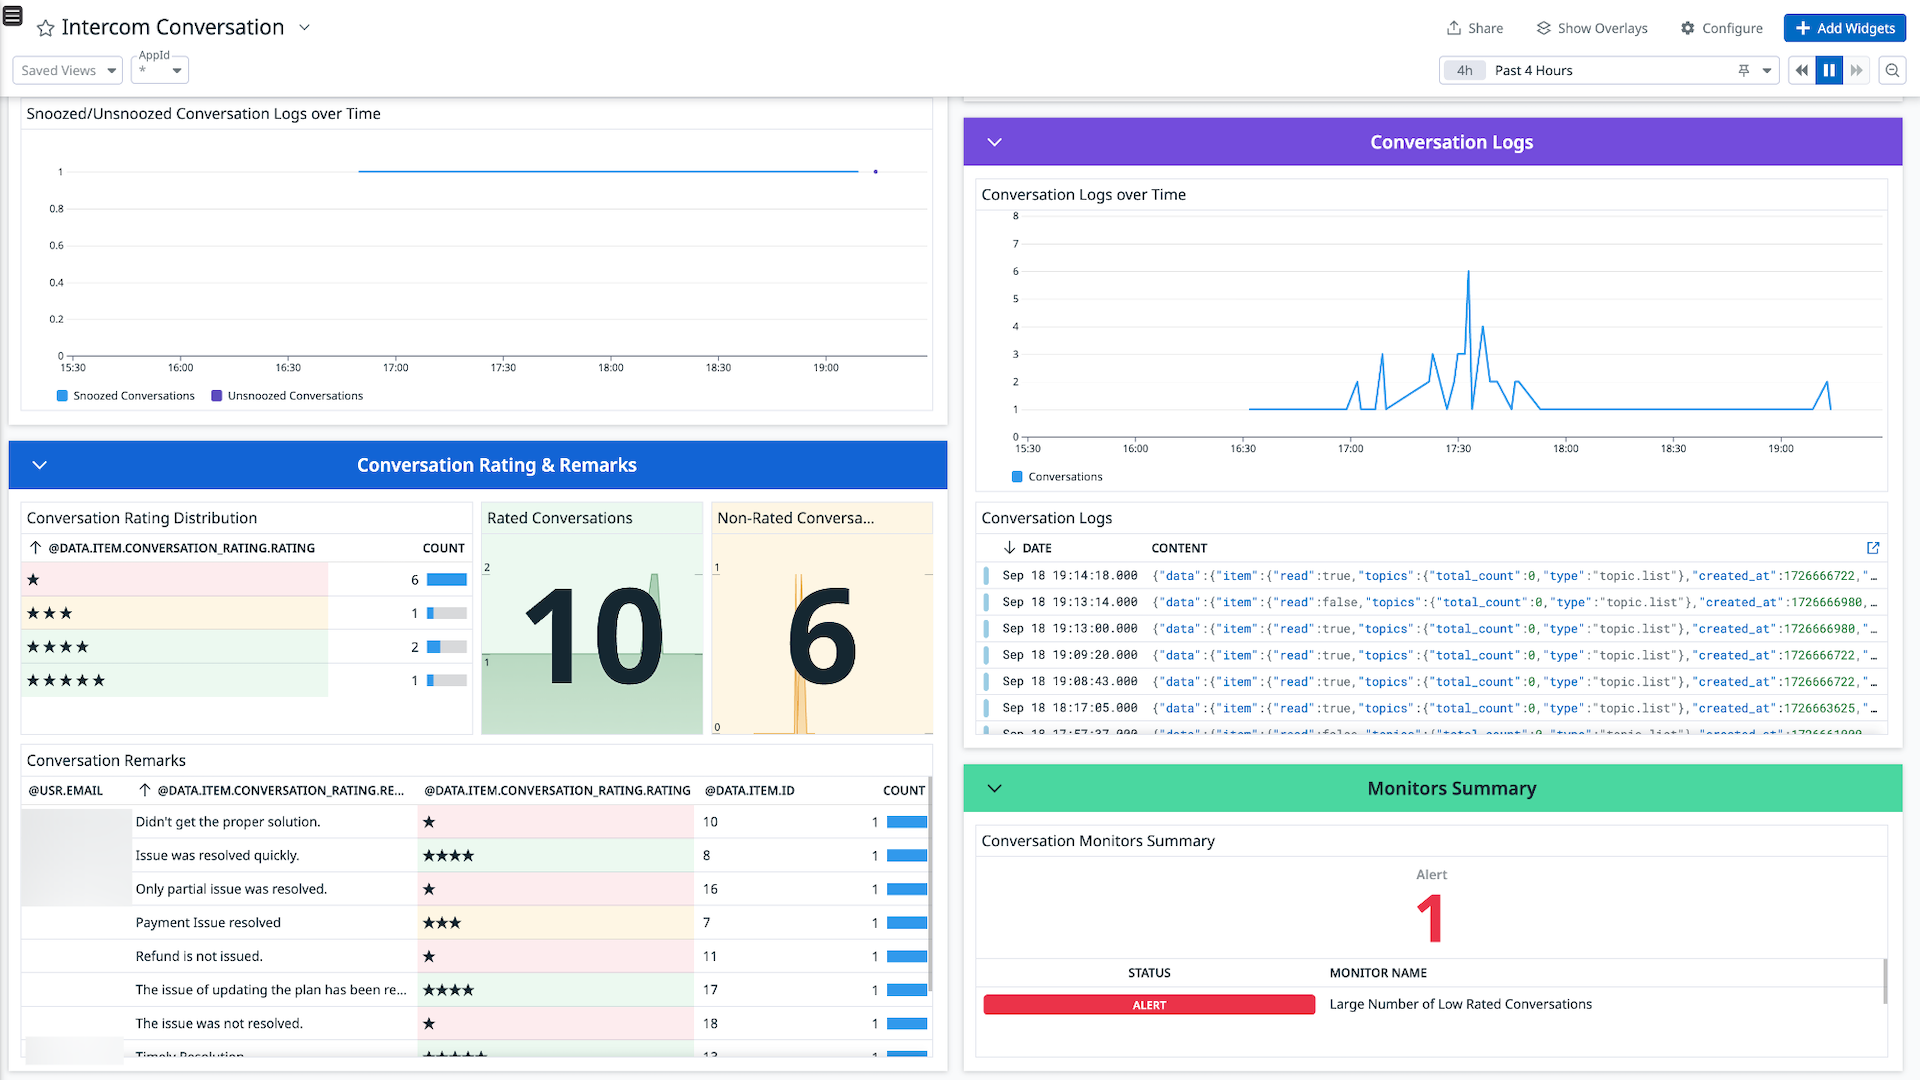 Intercom Conversation
Share
Show Overlays
Configure
Add Widgets
Saved Views
AppId
*
4h Past 4 Hours
Snoozed/Unsnoozed Conversation Logs over Time
1
0.8
0.6
0.4
0.2
0
15:30 16:00 16:30 17:00 17:30 18:00 18:30 19:00
Snoozed Conversations Unsnoozed Conversations
Conversation Rating & Remarks
Conversation Rating Distribution
@DATA.ITEM.CONVERSATION_RATING.RATING COUNT
★ 6
★★★ 1
★★★★ 2
★★★★★ 1
Rated Conversations
2
10
1
Non-Rated Conversa...
1
6
0
Conversation Remarks
@USR.EMAIL @DATA.ITEM.CONVERSATION_RATING.RE... @DATA.ITEM.CONVERSATION_RATING.RATING @DATA.ITEM.ID COUNT
Didn't get the proper solution. ★ 10 1
Issue was resolved quickly. ★★★★ 8 1
Only partial issue was resolved. ★ 16 1
Payment Issue resolved ★★★ 7 1
Refund is not issued. ★ 11 1
The issue of updating the plan has been re... ★★★★ 17 1
The issue was not resolved. ★ 18 1
Timely Resolution ★★★★★
Conversation Logs
Conversation Logs over Time
8
7
6
5
4
3
2
1
0
15:30 16:00 16:30 17:00 17:30 18:00 18:30 19:00
Conversations
Conversation Logs
DATE CONTENT
Sep 18 19:14:18.000 {"data":{"item":{"read":true,"topics":{"total_count":0,"type":"topic.list"},"created_at":1726666722,"…
Sep 18 19:13:14.000 {"data":{"item":{"read":false,"topics":{"total_count":0,"type":"topic.list"},"created_at":1726666980,…
Sep 18 19:13:00.000 {"data":{"item":{"read":true,"topics":{"total_count":0,"type":"topic.list"},"created_at":1726666980,"…
Sep 18 19:09:20.000 {"data":{"item":{"read":true,"topics":{"total_count":0,"type":"topic.list"},"created_at":1726666722,"…
Sep 18 19:08:43.000 {"data":{"item":{"read":true,"topics":{"total_count":0,"type":"topic.list"},"created_at":1726666722,"…
Sep 18 18:17:05.000 {"data":{"item":{"read":true,"topics":{"total_count":0,"type":"topic.list"},"created_at":1726663625,"…
Monitors Summary
Conversation Monitors Summary
Alert
1
STATUS MONITOR NAME
ALERT Large Number of Low Rated Conversations